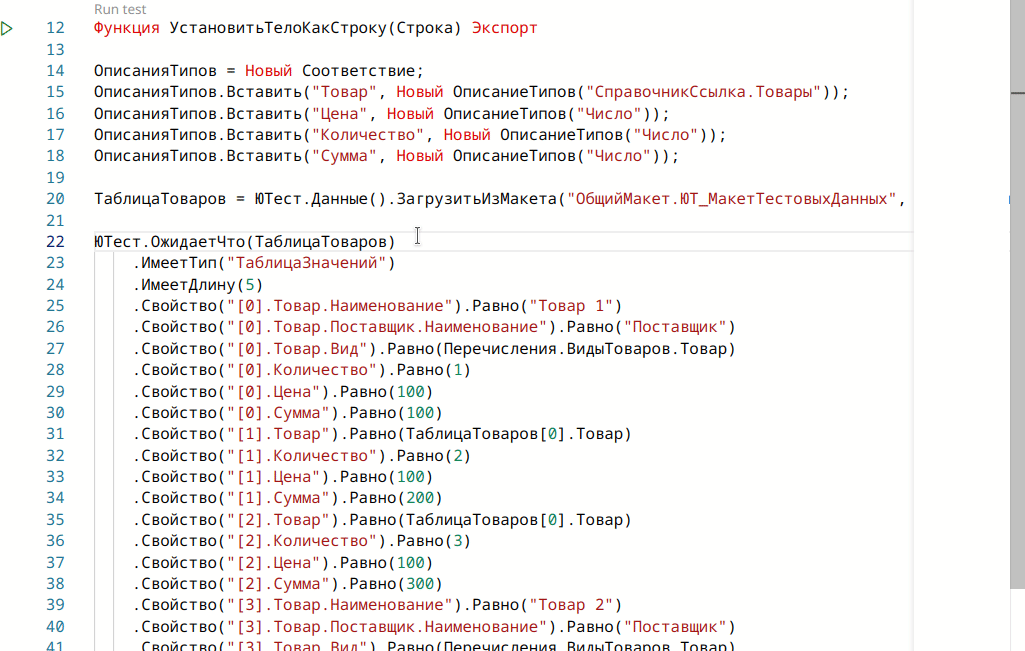 Run test
12 Функция УстановитьТелоКакСтроку(Строка) Экспорт
13
14 ОписанияТипов = Новый Соответствие;
15 ОписанияТипов.Вставить("Товар", Новый ОписаниеТипов("СправочникСсылка.Товары"));
16 ОписанияТипов.Вставить("Цена", Новый ОписаниеТипов("Число"));
17 ОписанияТипов.Вставить("Количество", Новый ОписаниеТипов("Число"));
18 ОписанияТипов.Вставить("Сумма", Новый ОписаниеТипов("Число"));
19
20 ТаблицаТоваров = ЮТест.Данные().ЗагрузитьИзМакета("ОбщийМакет.ЮТ_МакетТестовыхДанных",
21
22 ЮТест.ОжидаетЧто(ТаблицаТоваров)
23 .ИмеетТип("ТаблицаЗначений")
24 .ИмеетДлину(5)
25 .Свойство("[0].Товар.Наименование").Равно("Товар 1")
26 .Свойство("[0].Товар.Поставщик.Наименование").Равно("Поставщик")
27 .Свойство("[0].Товар.Вид").Равно(Перечисления.ВидыТоваров.Товар)
28 .Свойство("[0].Количество").Равно(1)
29 .Свойство("[0].Цена").Равно(100)
30 .Свойство("[0].Сумма").Равно(100)
31 .Свойство("[1].Товар").Равно(ТаблицаТоваров[0].Товар)
32 .Свойство("[1].Количество").Равно(2)
33 .Свойство("[1].Цена").Равно(100)
34 .Свойство("[1].Сумма").Равно(200)
35 .Свойство("[2].Товар").Равно(ТаблицаТоваров[0].Товар)
36 .Свойство("[2].Количество").Равно(3)
37 .Свойство("[2].Цена").Равно(100)
38 .Свойство("[2].Сумма").Равно(300)
39 .Свойство("[3].Товар.Наименование").Равно("Товар 2")
40 .Свойство("[3].Товар.Поставщик.Наименование").Равно("Поставщик")
41 .Свойство("[3].Товар.Вид").Равно(Перечисления.ВидыТоваров.Товар)